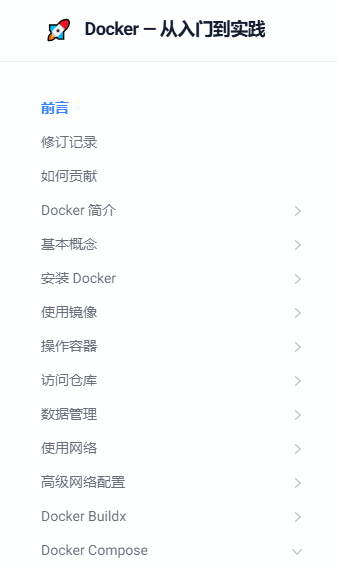 Docker — 从入门到实践
前言
修订记录
如何贡献
Docker 简介
基本概念
安装 Docker
使用镜像
操作容器
访问仓库
数据管理
使用网络
高级网络配置
Docker Buildx
Docker Compose